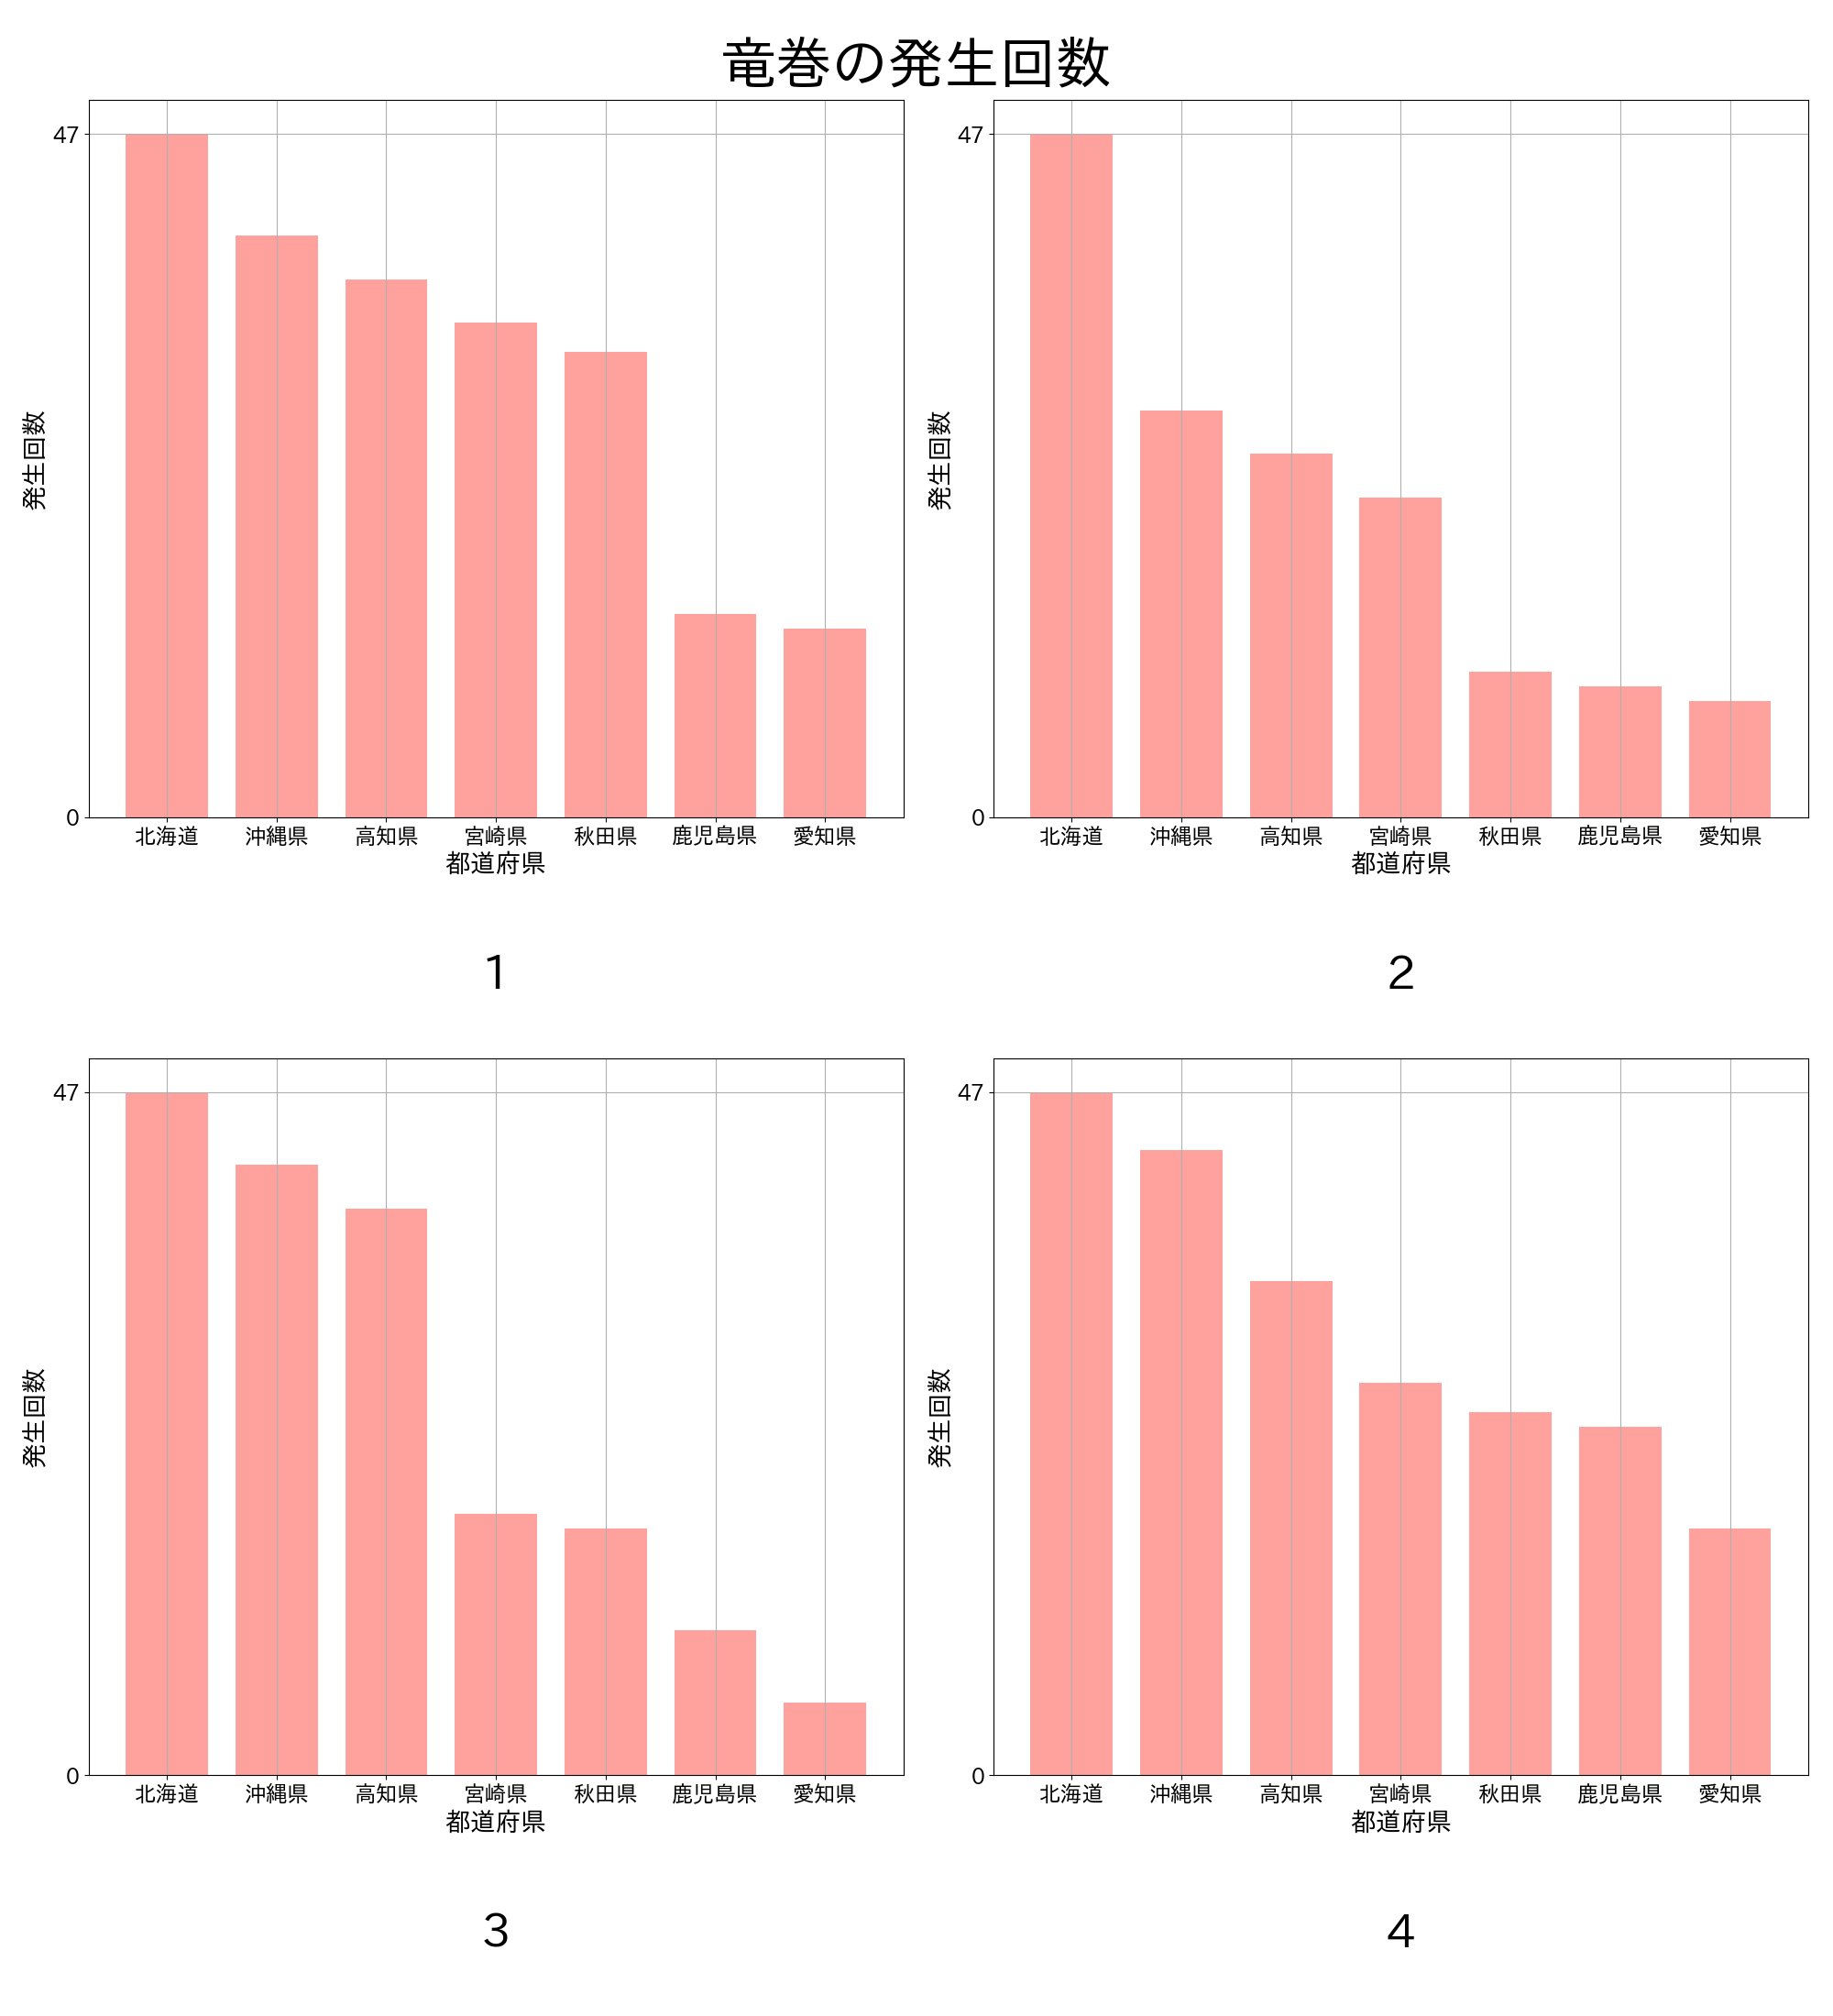 竜巻の発生回数
47
0
発生回数
北海道 沖縄県 高知県 宮崎県 秋田県 鹿児島県 愛知県
都道府県
1
47
0
発生回数
北海道 沖縄県 高知県 宮崎県 秋田県 鹿児島県 愛知県
都道府県
2
47
0
発生回数
北海道 沖縄県 高知県 宮崎県 秋田県 鹿児島県 愛知県
都道府県
3
47
0
発生回数
北海道 沖縄県 高知県 宮崎県 秋田県 鹿児島県 愛知県
都道府県
4